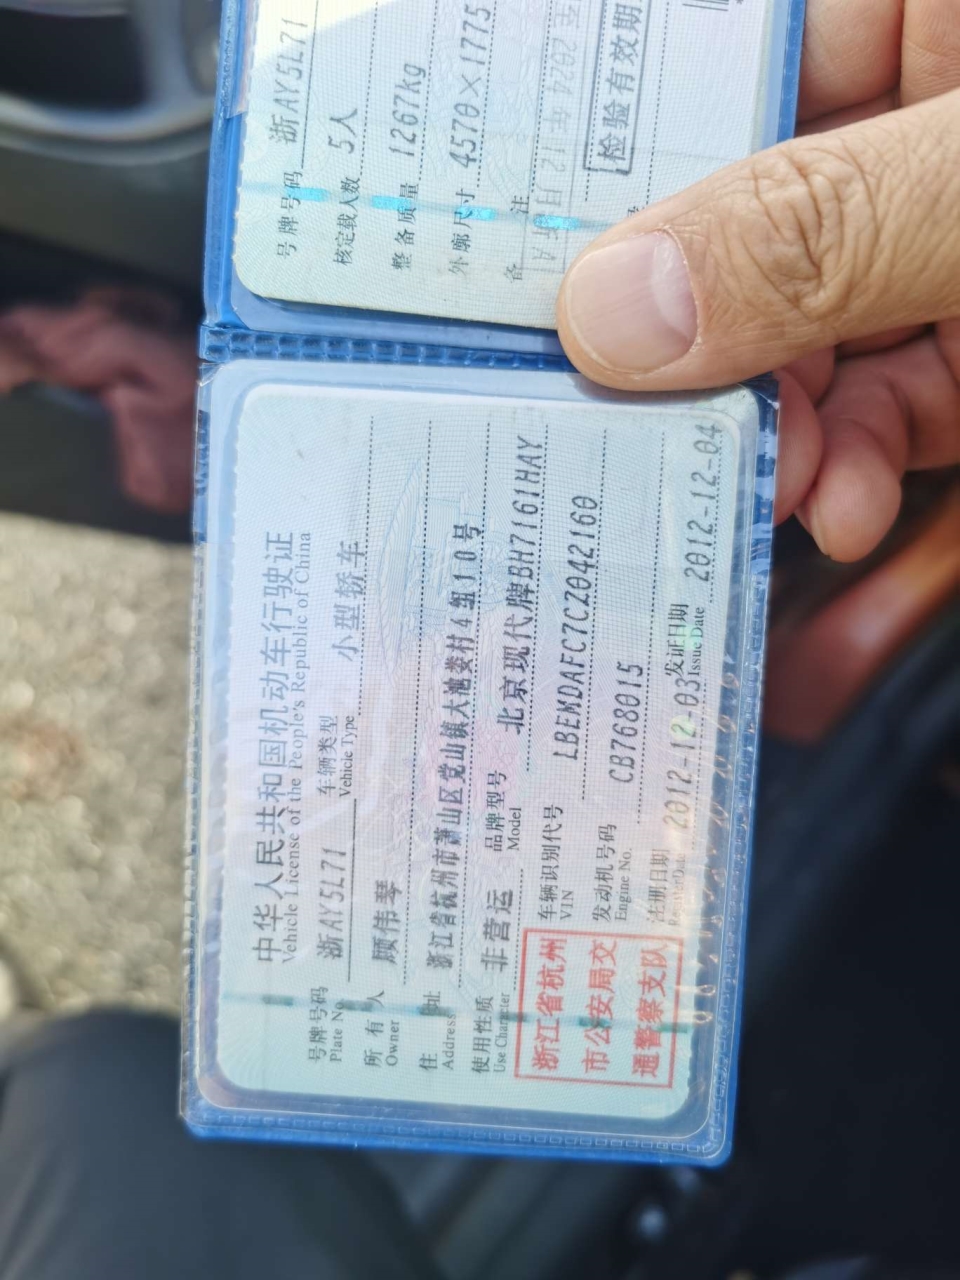 中华人民共和国机动车行驶证
Vehicle License of the People's Republic of China
号牌号码 浙AY5L71 车辆类型 小型轿车
Plate No. Vehicle Type
所有人 顾伟琴
Owner
住址 浙江省杭州市萧山区党山镇大池娄村4组10号
Address
使用性质 非营运 品牌型号 北京现代牌BH7161HAY
Use Character Model
浙江省杭州
市公安局交
通警察支队
车辆识别代号 LBEMDAFC7CZ042160
VIN
发动机号码 CB768015
Engine No.
注册日期 2012-12-03 发证日期 2012-12-04
Register Date Issue Date
号牌号码 浙AY5L71
核定载人数 5人
整备质量 1267kg
外廓尺寸 4570×1775
备注
检验有效期